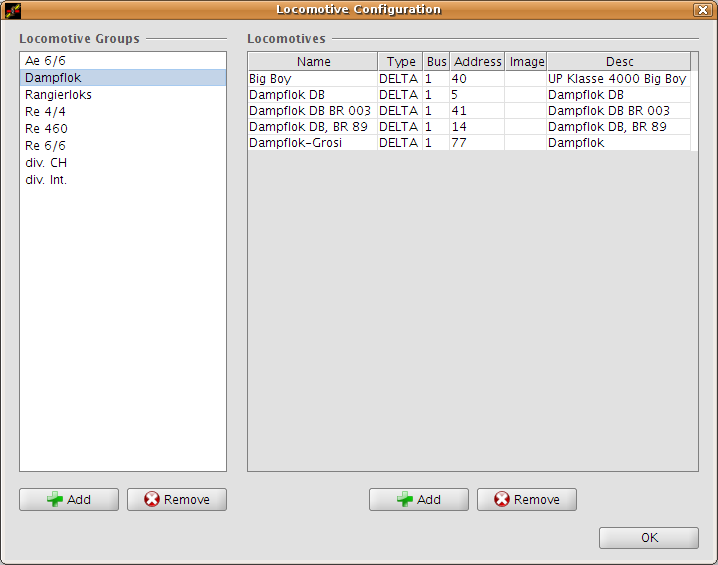 Locomotive Configuration
Locomotive Groups
Ae 6/6
Dampflok
Rangierloks
Re 4/4
Re 460
Re 6/6
div. CH
div. Int.
Add Remove
Locomotives
Name Type Bus Address Image Desc
Big Boy DELTA 1 40 UP Klasse 4000 Big Boy
Dampflok DB DELTA 1 5 Dampflok DB
Dampflok DB BR 003 DELTA 1 41 Dampflok DB BR 003
Dampflok DB, BR 89 DELTA 1 14 Dampflok DB, BR 89
Dampflok-Grosi DELTA 1 77 Dampflok
Add Remove
OK